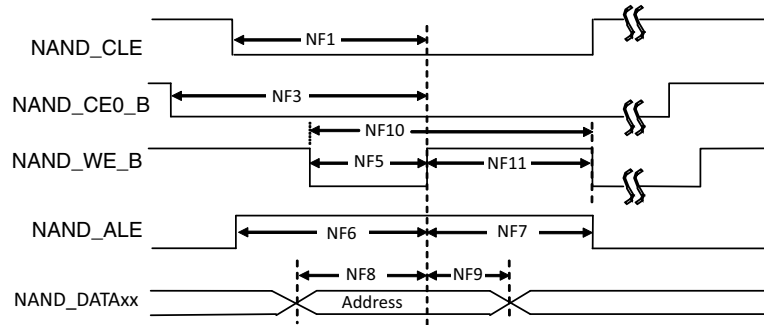 NAND_CLE
NF1
NAND_CE0_B
NF3
NF10
NAND_WE_B
NF5
NF11
NAND_ALE
NF6
NF7
NF8
NF9
NAND_DATAxx
Address